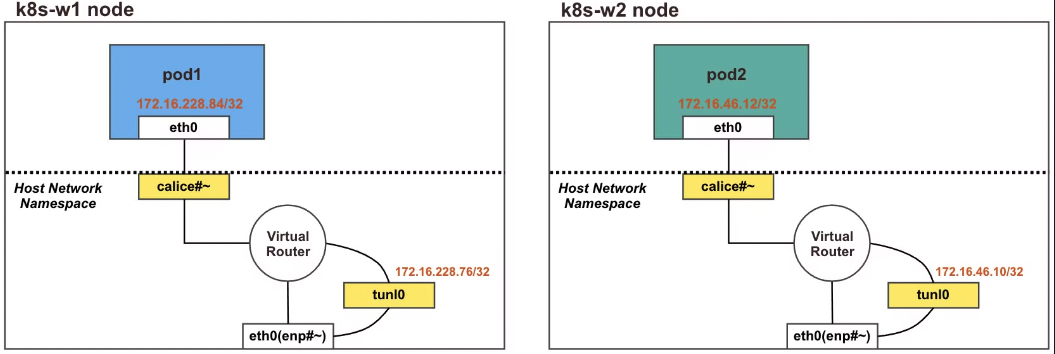 k8s-w1 node
pod1
172.16.228.84/32
eth0
calice#~
Host Network
Namespace
Virtual
Router
172.16.228.76/32
tunl0
eth0(enp#~)
k8s-w2 node
pod2
172.16.46.12/32
eth0
calice#~
Host Network
Namespace
Virtual
Router
172.16.46.10/32
tunl0
eth0(enp#~)